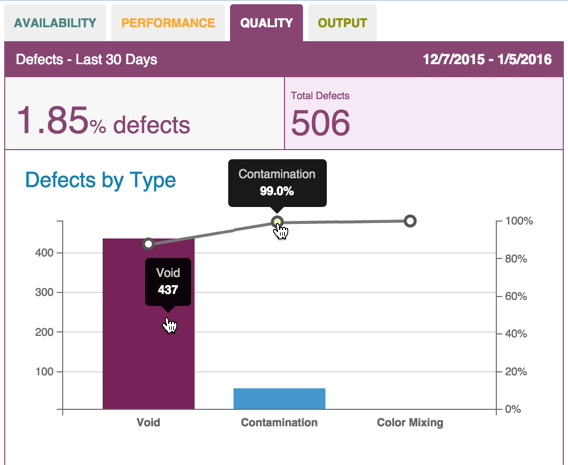 AVAILABILITY PERFORMANCE QUALITY OUTPUT
Defects - Last 30 Days 12/7/2015 - 1/5/2016
1.85% defects
Total Defects
506
Defects by Type
Contamination
99.0%
Void
437
400
300
200
100
100%
80%
60%
40%
20%
0%
Void Contamination Color Mixing